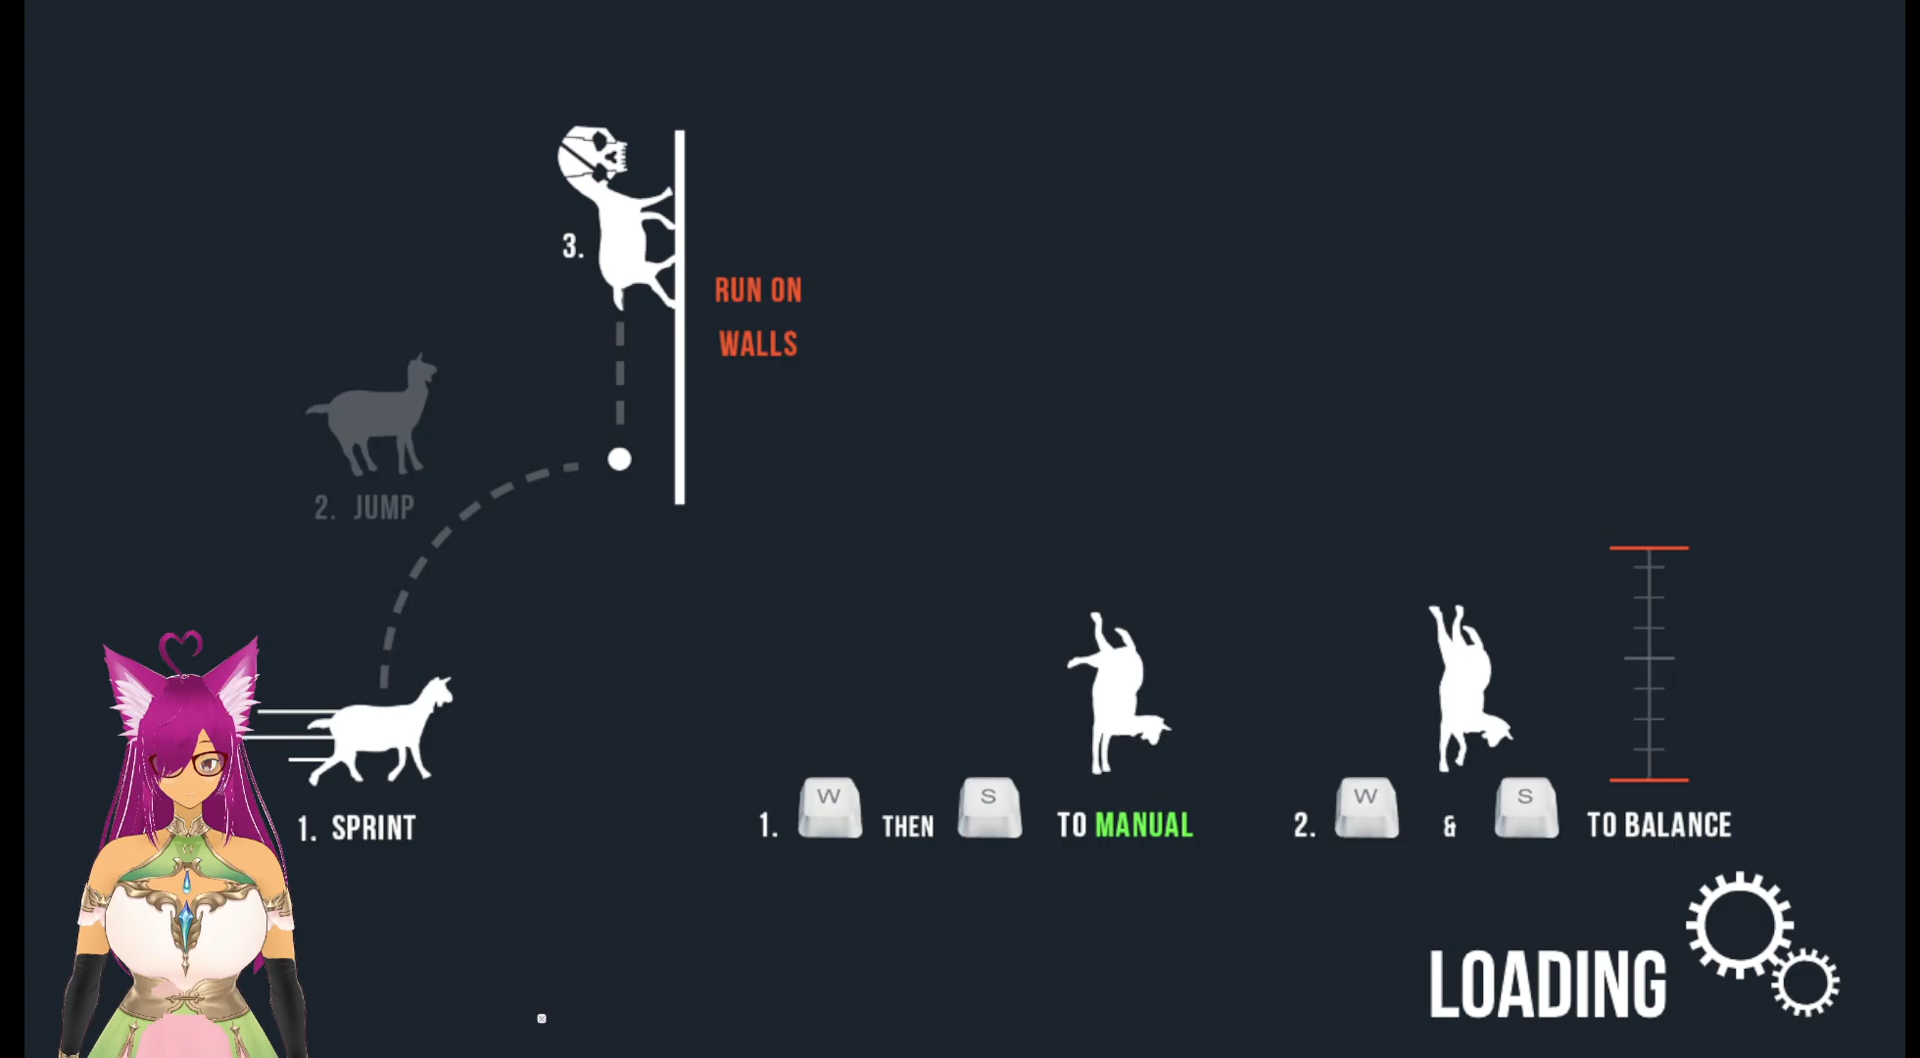 3.
RUN ON
WALLS
2. JUMP
1. SPRINT
1. W THEN S TO MANUAL
2. W & S TO BALANCE
LOADING